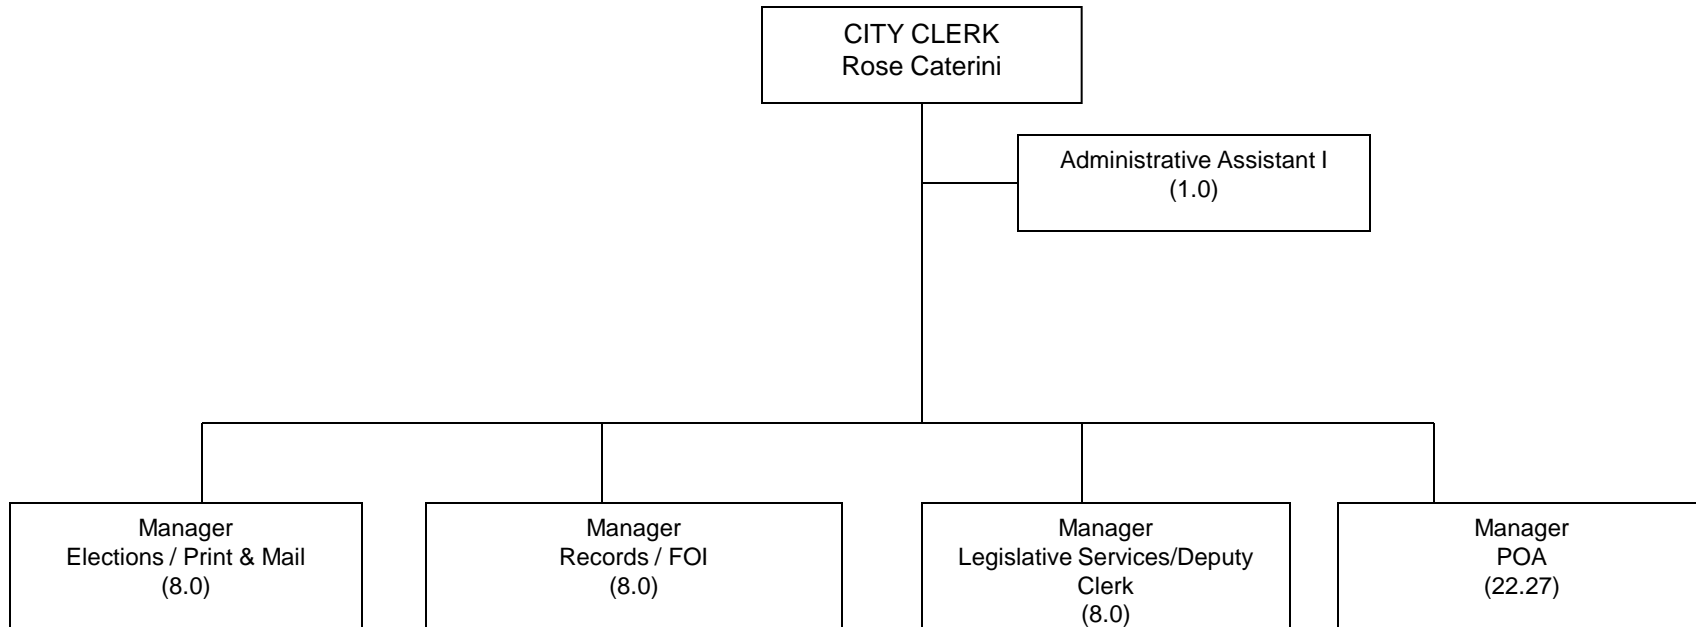 CITY CLERK
Rose Caterini
Administrative Assistant I
(1.0)
Manager
Elections / Print & Mail
(8.0)
Manager
Records / FOI
(8.0)
Manager
Legislative Services/Deputy
Clerk
(8.0)
Manager
POA
(22.27)